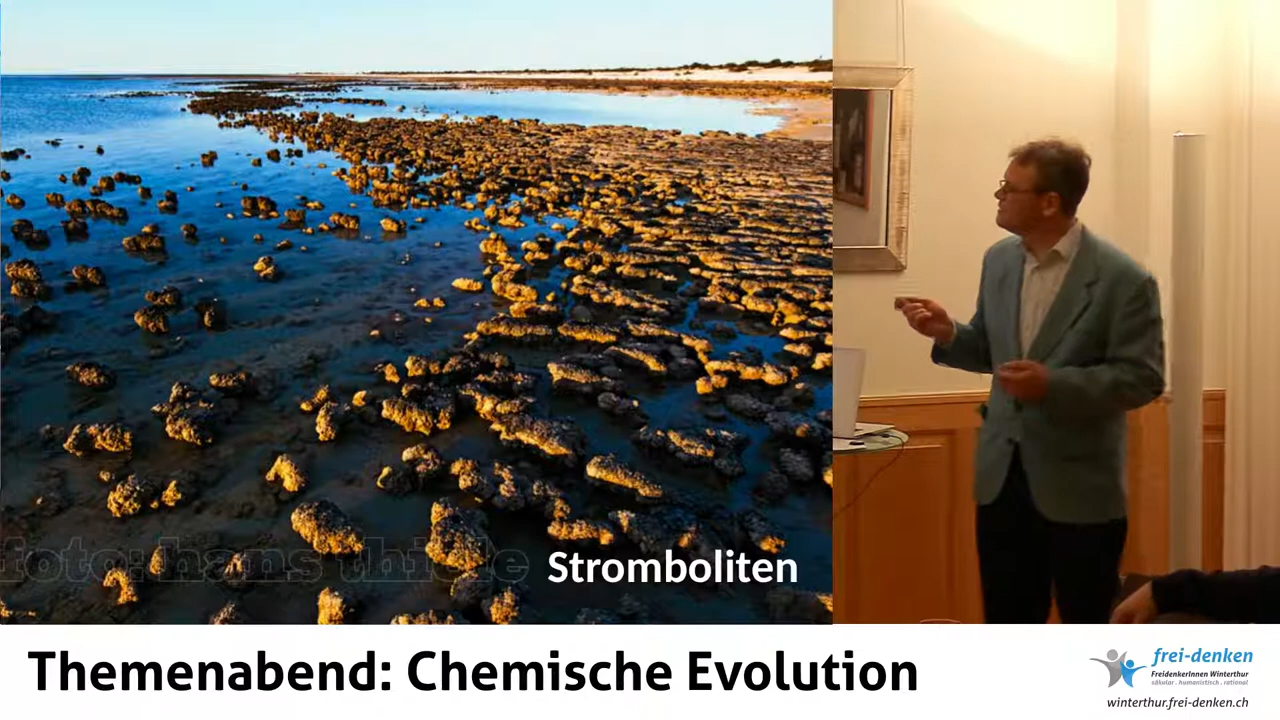 foto: hans thiele
Stromboliten
Themenabend: Chemische Evolution
frei-denken
FreidenkerInnen Winterthur
säkular . humanistisch . rational
winterthur.frei-denken.ch